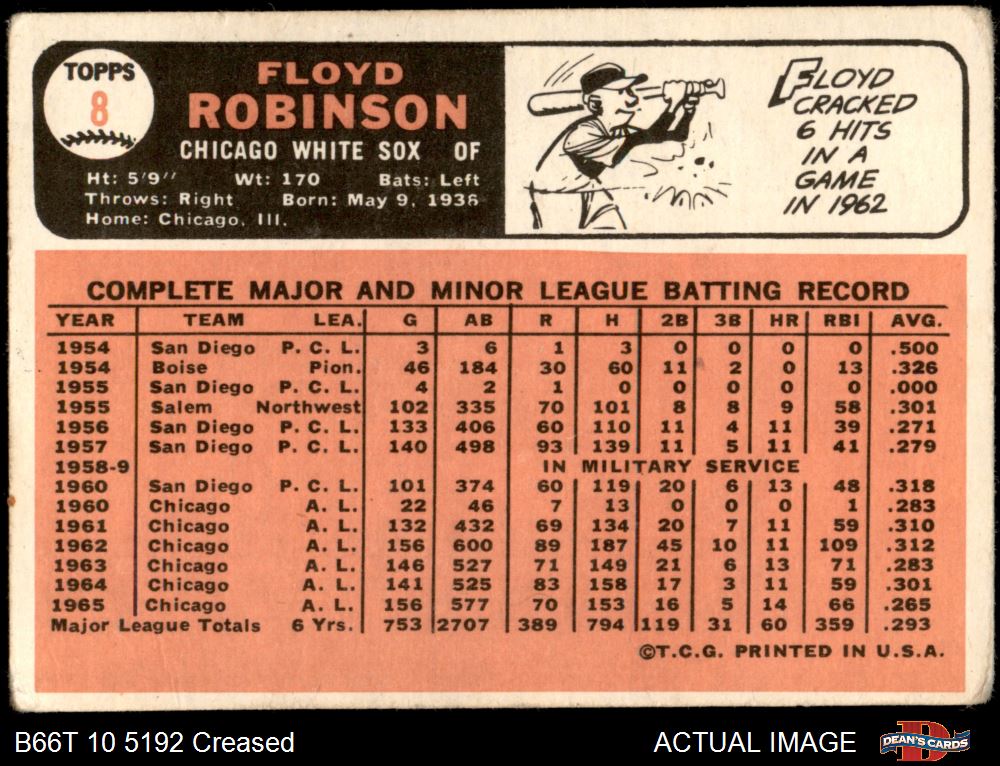 TOPPS
8
FLOYD
ROBINSON
CHICAGO WHITE SOX OF
Ht: 5'9" Wt: 170 Bats: Left
Throws: Right Born: May 9, 1936
Home: Chicago, Ill.
FLOYD
CRACKED
6 HITS
IN A
GAME
IN 1962
COMPLETE MAJOR AND MINOR LEAGUE BATTING RECORD
YEAR TEAM LEA. G AB R H 2B 3B HR RBI AVG.
1954 San Diego P. C. L. 3 6 1 3 0 0 0 0 .500
1954 Boise Pion. 46 184 30 60 11 2 0 13 .326
1955 San Diego P. C. L. 4 2 1 0 0 0 0 0 .000
1955 Salem Northwest 102 335 70 101 8 8 9 58 .301
1956 San Diego P. C. L. 133 406 60 110 11 4 11 39 .271
1957 San Diego P. C. L. 140 498 93 139 11 5 11 41 .279
1958-9 IN MILITARY SERVICE
1960 San Diego P. C. L. 101 374 60 119 20 6 13 48 .318
1960 Chicago A. L. 22 46 7 13 0 0 0 1 .283
1961 Chicago A. L. 132 432 69 134 20 7 11 59 .310
1962 Chicago A. L. 156 600 89 187 45 10 11 109 .312
1963 Chicago A. L. 146 527 71 149 21 6 13 71 .283
1964 Chicago A. L. 141 525 83 158 17 3 11 59 .301
1965 Chicago A. L. 156 577 70 153 16 5 14 66 .265
Major League Totals 6 Yrs. 753 2707 389 794 119 31 60 359 .293
©T.C.G. PRINTED IN U.S.A.
B66T 10 5192 Creased
ACTUAL IMAGE
D
DEAN'S CARDS